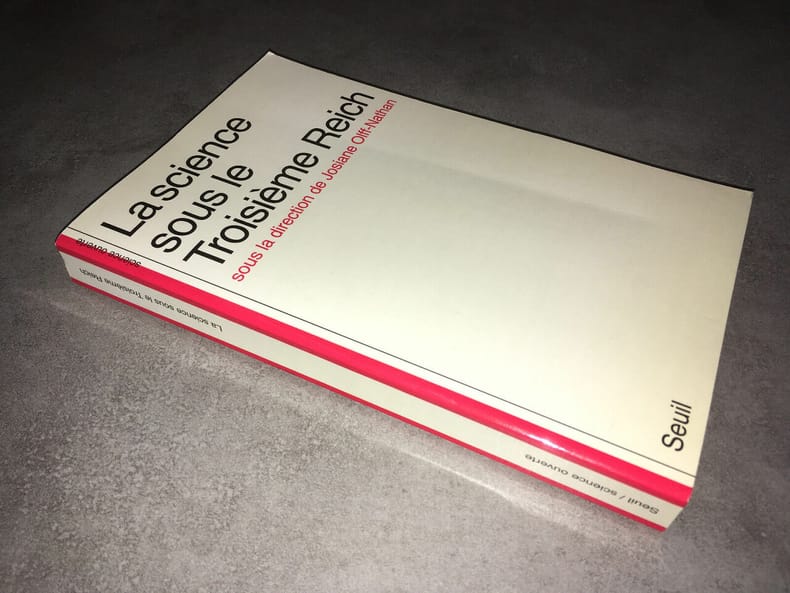 La science
sous le
Troisième Reich
sous la direction de Josiane Olff-Nathan
Seuil
science ouverte
La science sous le Troisième Reich
Seuil / science ouverte